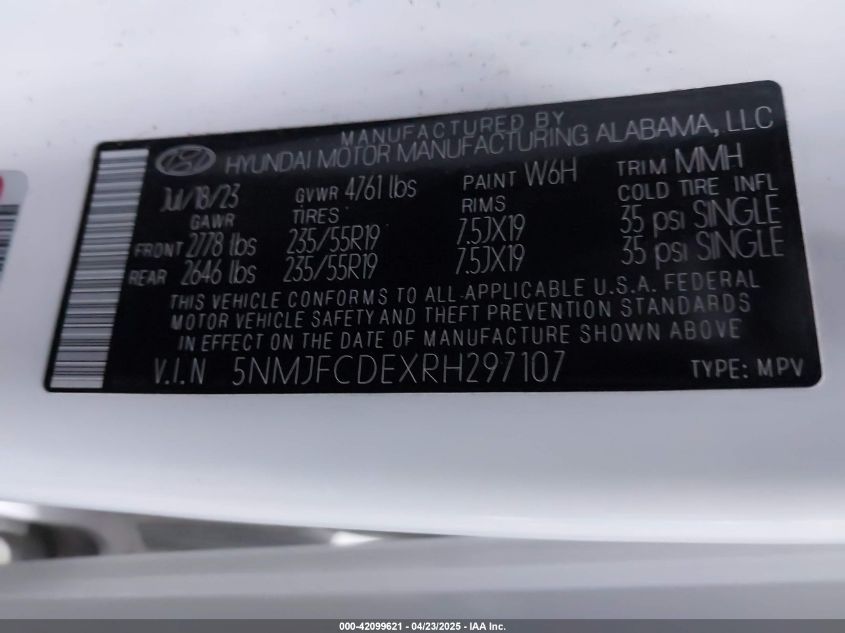 MANUFACTURED BY
HYUNDAI MOTOR MANUFACTURING ALABAMA, LLC
Jul/18/23 GVWR 4761 lbs PAINT W6H TRIM MMH
GAWR TIRES RIMS COLD TIRE INFL
FRONT 2778 lbs 235/55R19 7.5JX19 35 psi SINGLE
REAR 2646 lbs 235/55R19 7.5JX19 35 psi SINGLE
THIS VEHICLE CONFORMS TO ALL APPLICABLE U.S.A. FEDERAL
MOTOR VEHICLE SAFETY AND THEFT PREVENTION STANDARDS
IN EFFECT ON THE DATE OF MANUFACTURE SHOWN ABOVE
V.I.N 5NMJFCDEXRH297107 TYPE: MPV
000-42099621 | 04/23/2025 - IAA Inc.